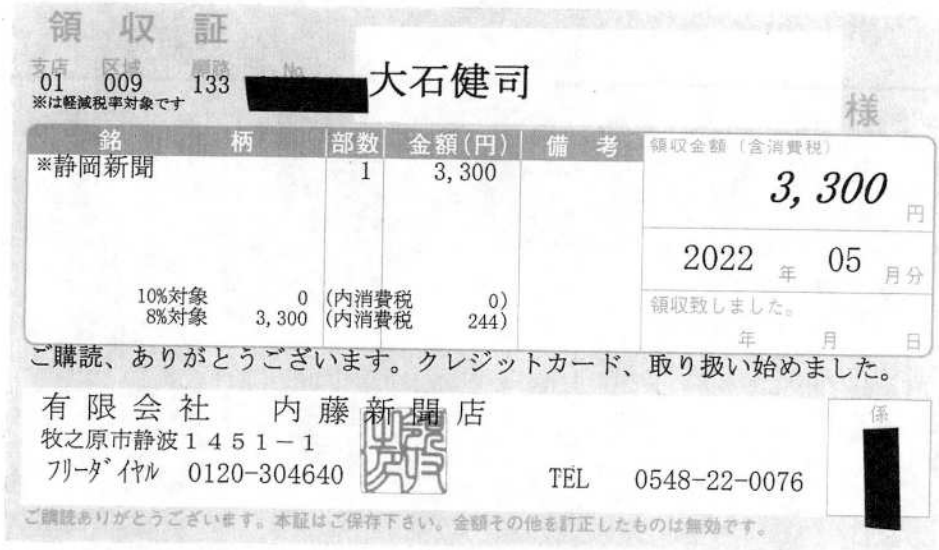 領収証
支店 区域 順路 No.
01 009 133 大石健司 様
※は軽減税率対象です
銘柄 部数 金額(円) 備考 領収金額(含消費税)
※静岡新聞 1 3,300
3,300 円
2022 年 05 月分
10%対象 0 (内消費税 0)
8%対象 3,300 (内消費税 244)
領収致しました。
年 月 日
ご購読、ありがとうございます。クレジットカード、取り扱い始めました。
有限会社 内藤新聞店
係
牧之原市静波1451-1
フリーダイヤル 0120-304640 TEL 0548-22-0076
ご購読ありがとうございます。本証はご保存下さい。金額その他を訂正したものは無効です。